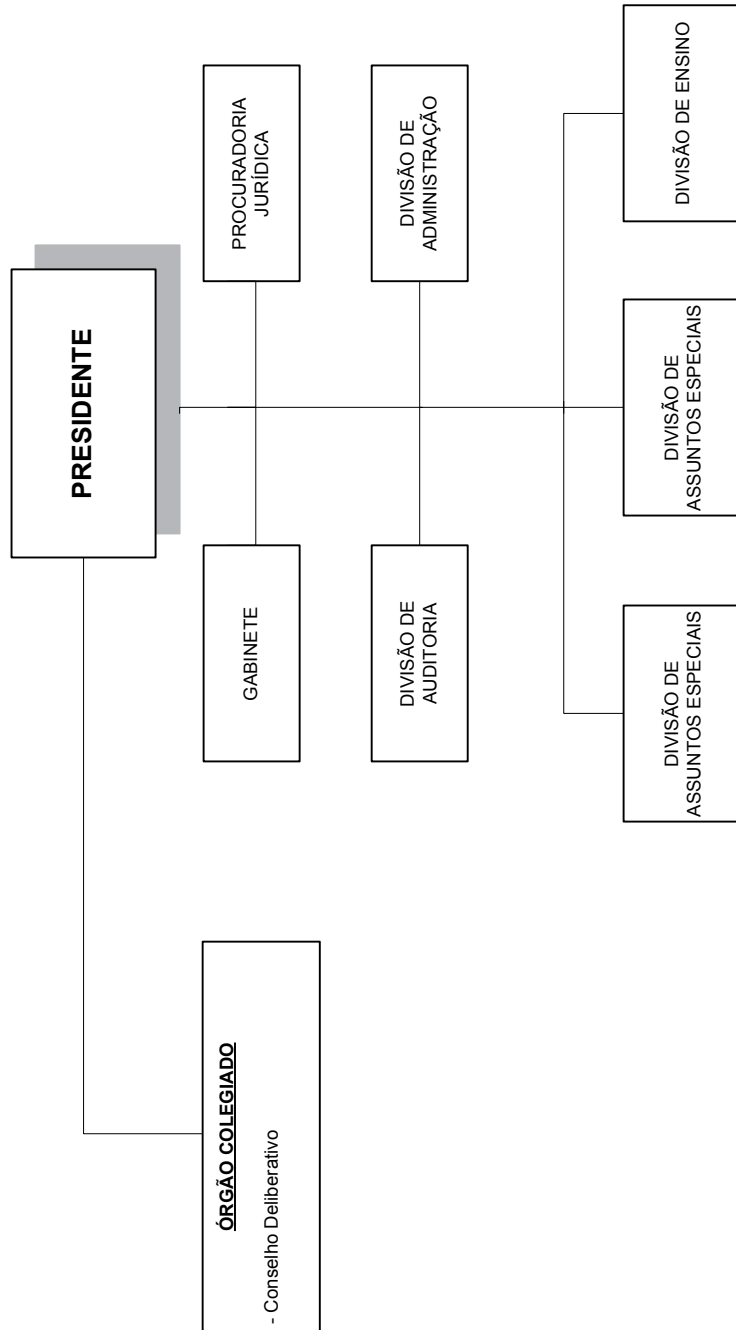 PRESIDENTE
ÓRGÃO COLEGIADO
- Conselho Deliberativo
GABINETE
PROCURADORIA
JURÍDICA
DIVISÃO DE
AUDITORIA
DIVISÃO DE
ADMINISTRAÇÃO
DIVISÃO DE
ASSUNTOS ESPECIAIS
DIVISÃO DE
ASSUNTOS ESPECIAIS
DIVISÃO DE ENSINO